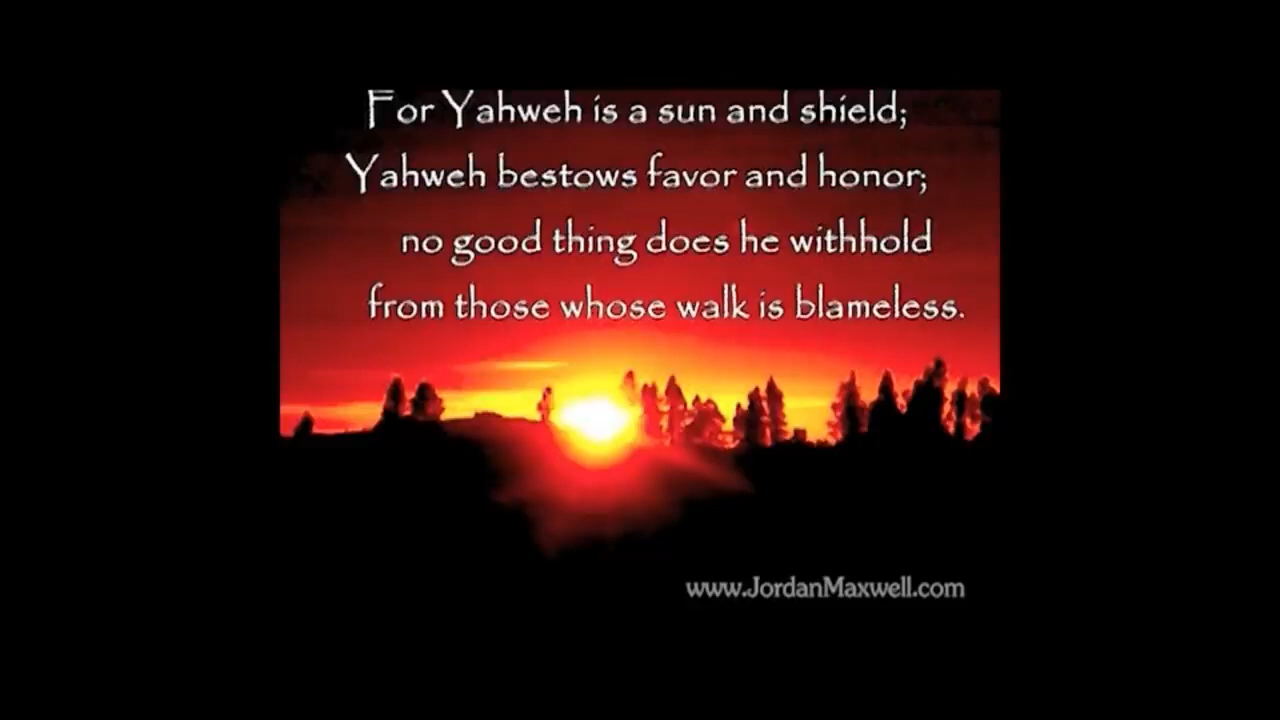 For Yahweh is a sun and shield;
Yahweh bestows favor and honor;
no good thing does he withhold
from those whose walk is blameless.
www.JordanMaxwell.com